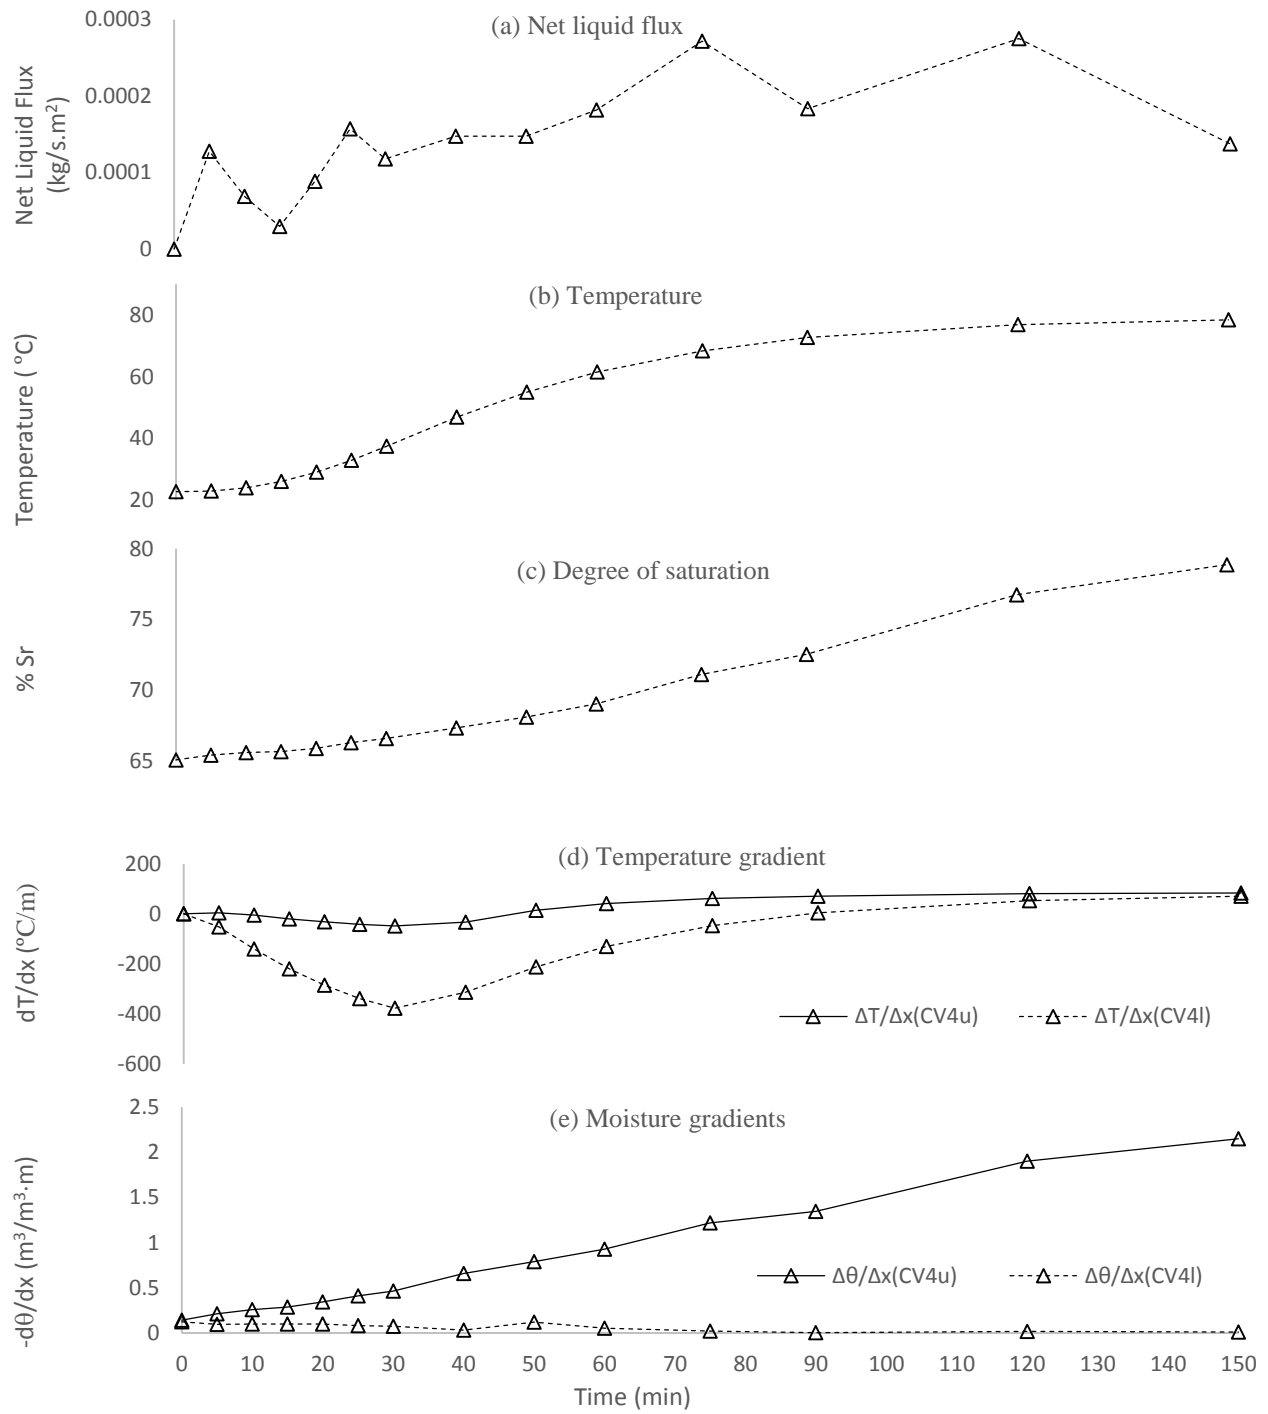 (a) Net liquid flux
Net Liquid Flux
(kg/s.m²)
0.0003
0.0002
0.0001
0
(b) Temperature
Temperature ( ºC)
80
60
40
20
(c) Degree of saturation
% Sr
80
75
70
65
(d) Temperature gradient
dT/dx (ºC/m)
200
0
-200
-400
-600
ΔT/Δx(CV4u)
ΔT/Δx(CV4l)
(e) Moisture gradients
-dθ/dx (m³/m³·m)
2.5
2
1.5
1
0.5
0
Δθ/Δx(CV4u)
Δθ/Δx(CV4l)
0 10 20 30 40 50 60 70 80 90 100 110 120 130 140 150
Time (min)